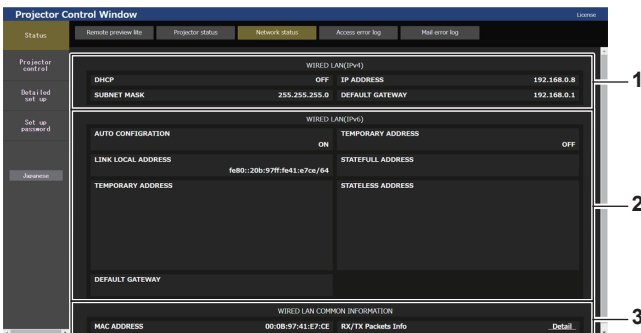 Projector Control Window
License
Status
Remote preview lite
Projector status
Network status
Access error log
Mail error log
Projector
control
Detailed
set up
Set up
password
Japanese
WIRED LAN(IPv4)
DHCP OFF IP ADDRESS 192.168.0.8
SUBNET MASK 255.255.255.0 DEFAULT GATEWAY 192.168.0.1
1
WIRED LAN(IPv6)
AUTO CONFIGRATION ON
TEMPORARY ADDRESS OFF
LINK LOCAL ADDRESS
fe80::20b:97ff:fe41:e7ce/64
STATEFULL ADDRESS
TEMPORARY ADDRESS
STATELESS ADDRESS
DEFAULT GATEWAY
2
WIRED LAN COMMON INFORMATION
MAC ADDRESS 00:0B:97:41:E7:CE RX/TX Packets Info Detail
3